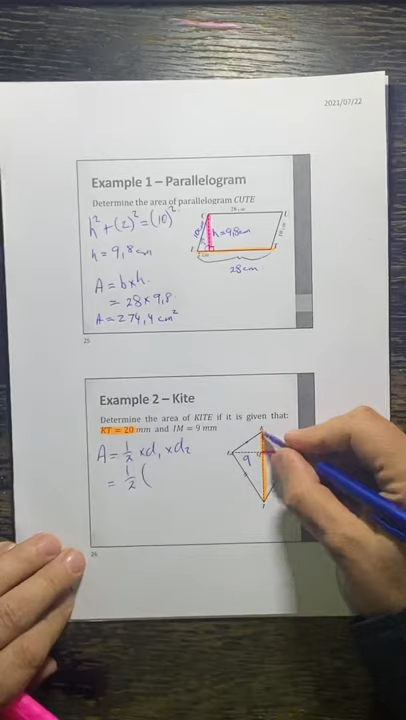 2021/07/22
Example 1 – Parallelogram
Determine the area of parallelogram CUTE
h² + (2)² = (10)²
h = 9,8 cm
A = b × h
= 28 × 9,8
A = 274,4 cm²
28 cm
h = 9,8cm
28cm
25
Example 2 – Kite
Determine the area of KITE if it is given that:
KT = 20 mm and IM = 9 mm
A = ½ × d₁ × d₂
= ½ (
9
26